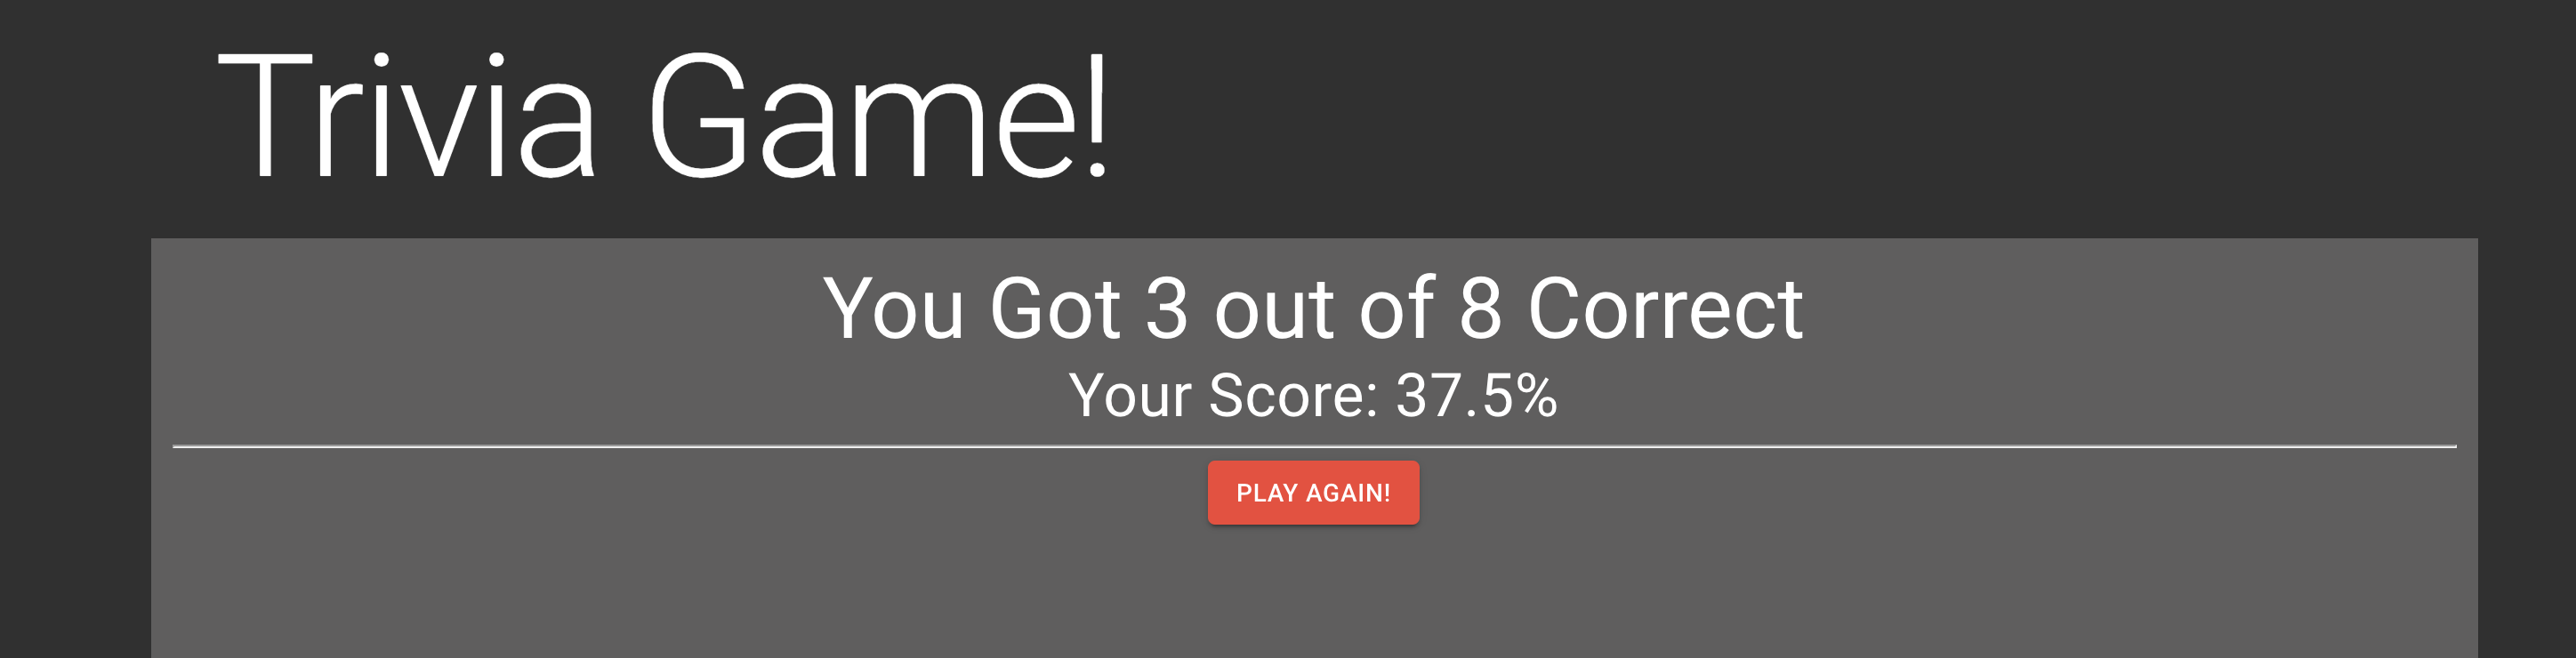 Trivia Game!
You Got 3 out of 8 Correct
Your Score: 37.5%
PLAY AGAIN!